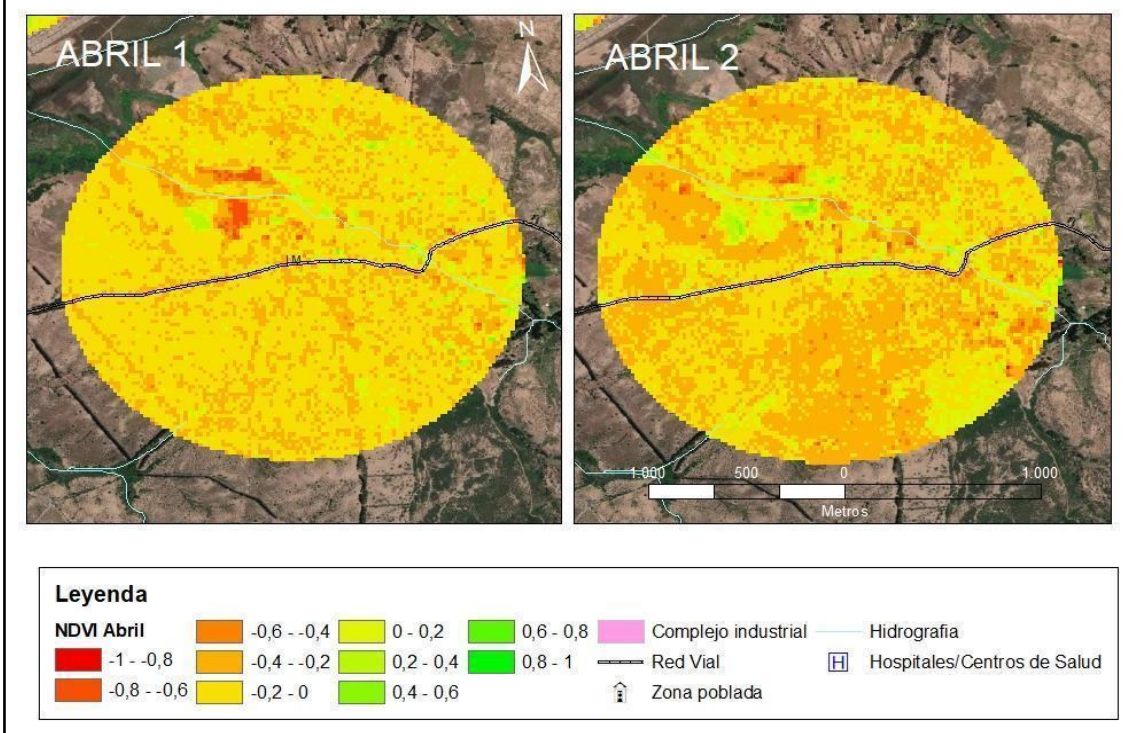 ABRIL 1
N
ABRIL 2
1.000 500 0 1.000
Metros
Leyenda
NDVI Abril
-1 - -0,8
-0,8 - -0,6
-0,6 - -0,4
-0,4 - -0,2
-0,2 - 0
0 - 0,2
0,2 - 0,4
0,4 - 0,6
0,6 - 0,8
0,8 - 1
Complejo industrial
Red Vial
Zona poblada
Hidrografia
H Hospitales/Centros de Salud